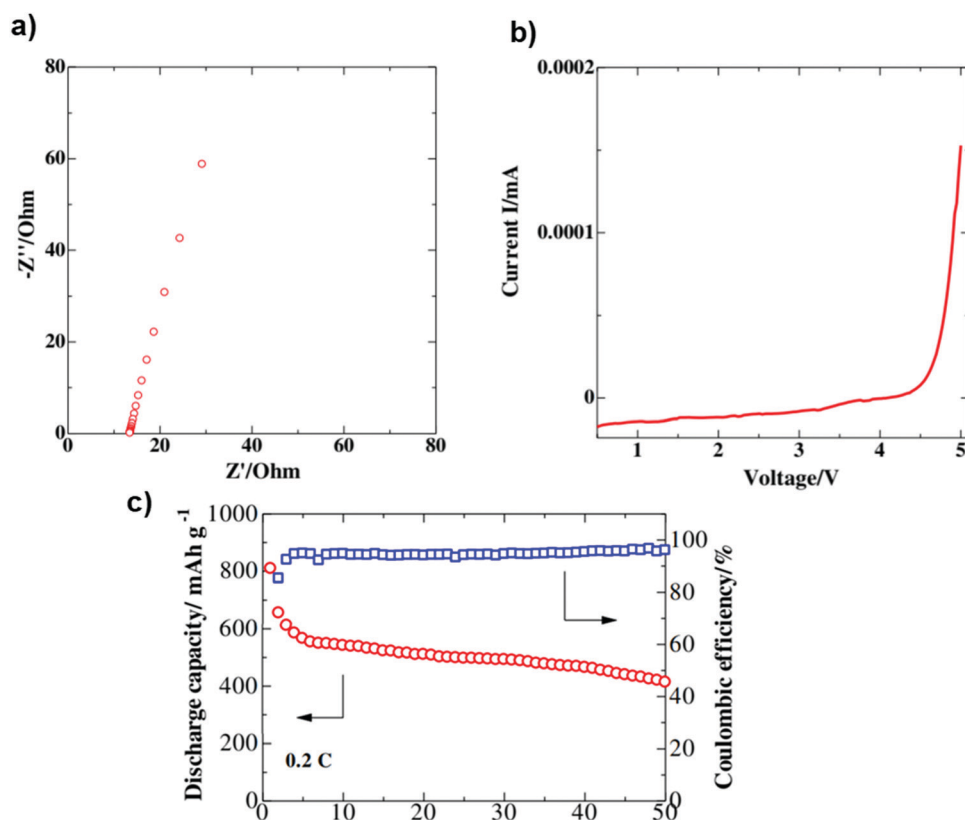 a)
80
60
40
20
0
-Z''/Ohm
0 20 40 60 80
Z'/Ohm
b)
0.0002
0.0001
0
Current I/mA
1 2 3 4 5
Voltage/V
c)
1000
800
600
400
200
0
Discharge capacity/ mAh g -1
0.2 C
100
80
60
40
20
0
Coulombic efficiency/%
0 10 20 30 40 50